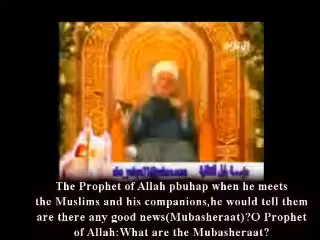 The Prophet of Allah pbuhap when he meets
the Muslims and his companions,he would tell them
are there any good news(Mubasheraat)?O Prophet
of Allah:What are the Mubasheraat?